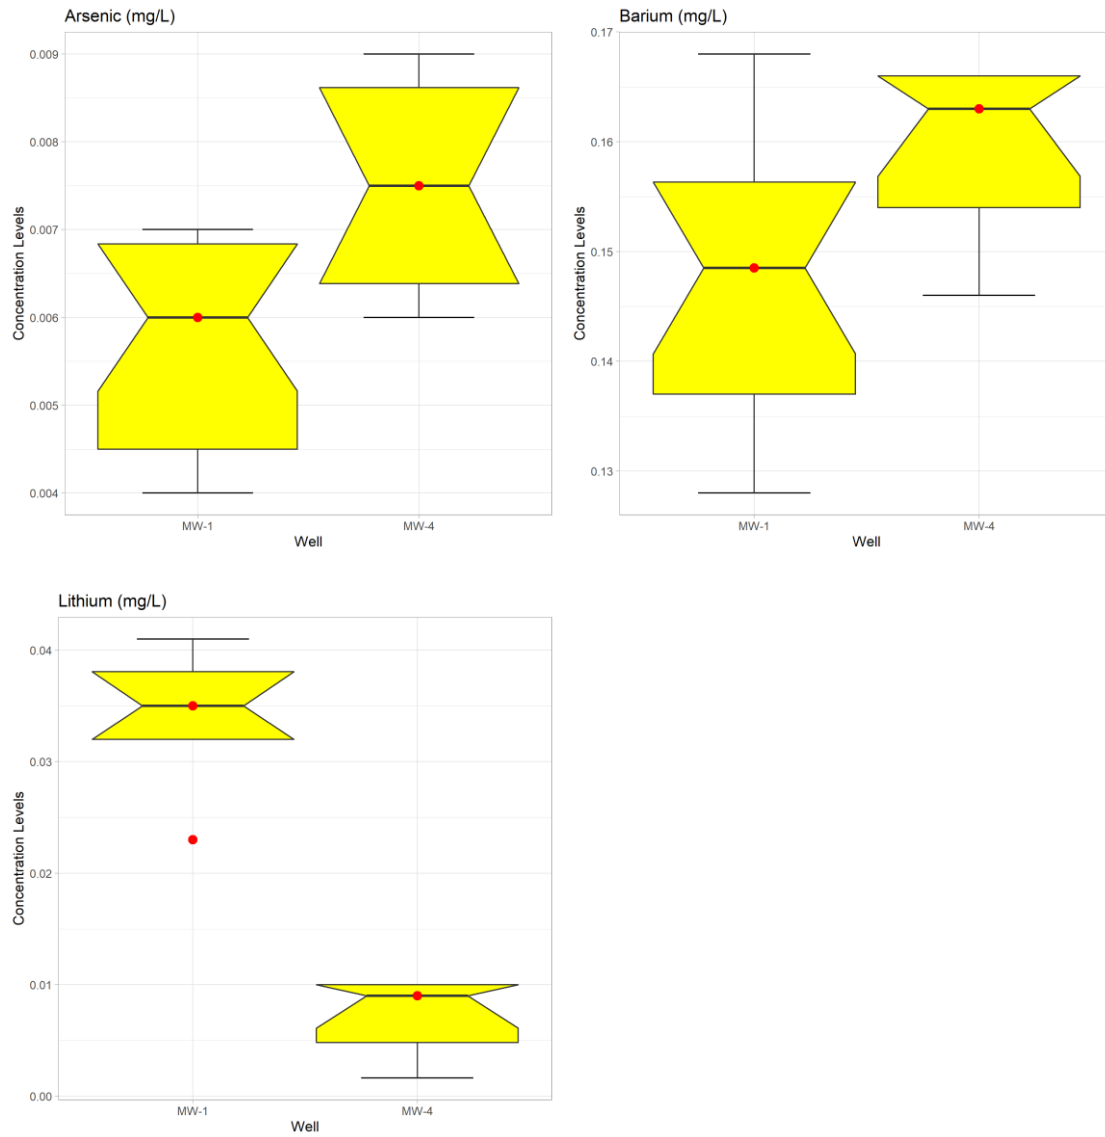 Arsenic (mg/L)
0.009
0.008
0.007
0.006
0.005
0.004
Concentration Levels
MW-1
MW-4
Well
Barium (mg/L)
0.17
0.16
0.15
0.14
0.13
Concentration Levels
MW-1
MW-4
Well
Lithium (mg/L)
0.04
0.03
0.02
0.01
0.00
Concentration Levels
MW-1
MW-4
Well